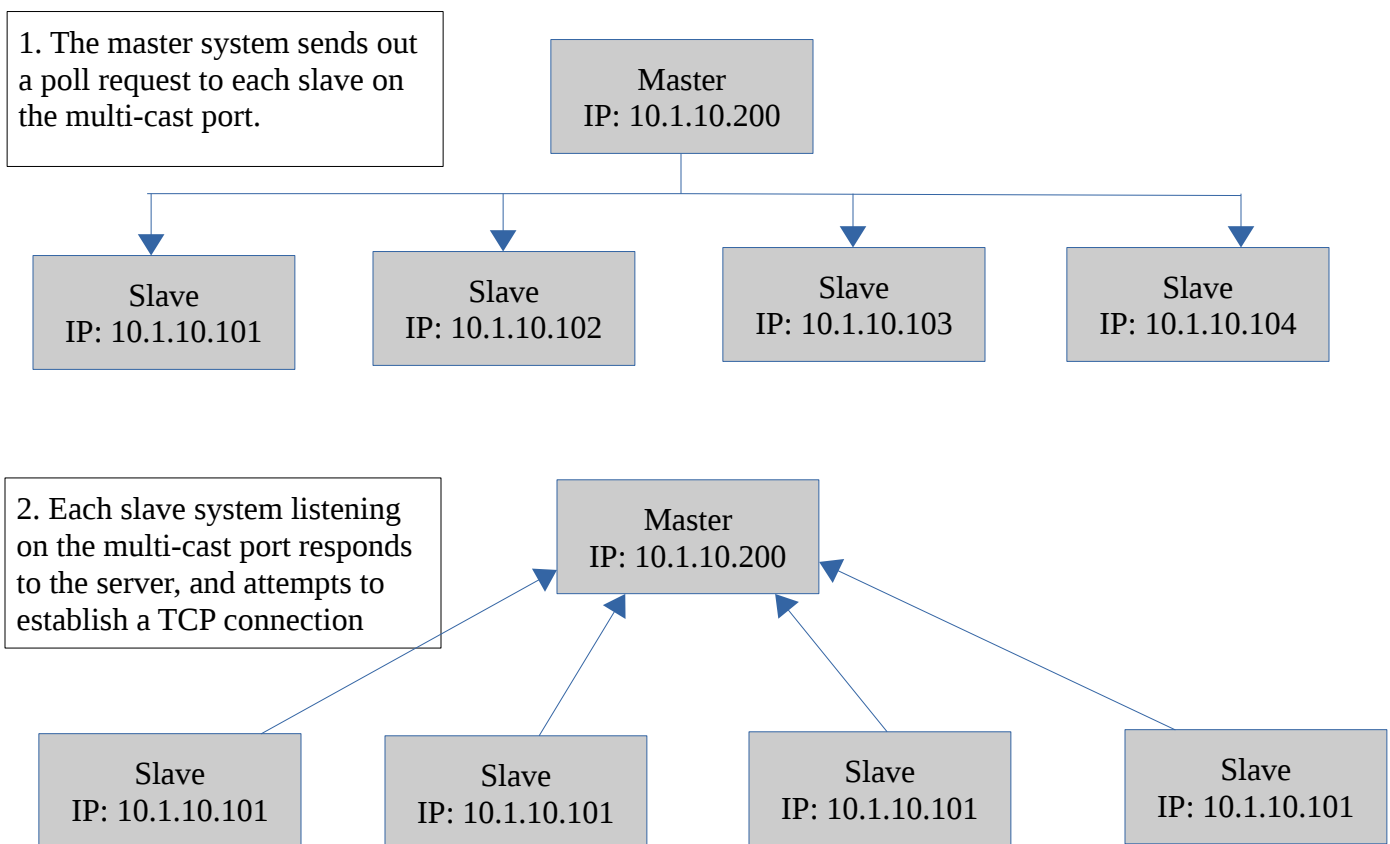 1. The master system sends out
a poll request to each slave on
the multi-cast port.
Master
IP: 10.1.10.200
Slave
IP: 10.1.10.101
Slave
IP: 10.1.10.102
Slave
IP: 10.1.10.103
Slave
IP: 10.1.10.104
2. Each slave system listening
on the multi-cast port responds
to the server, and attempts to
establish a TCP connection
Master
IP: 10.1.10.200
Slave
IP: 10.1.10.101
Slave
IP: 10.1.10.101
Slave
IP: 10.1.10.101
Slave
IP: 10.1.10.101